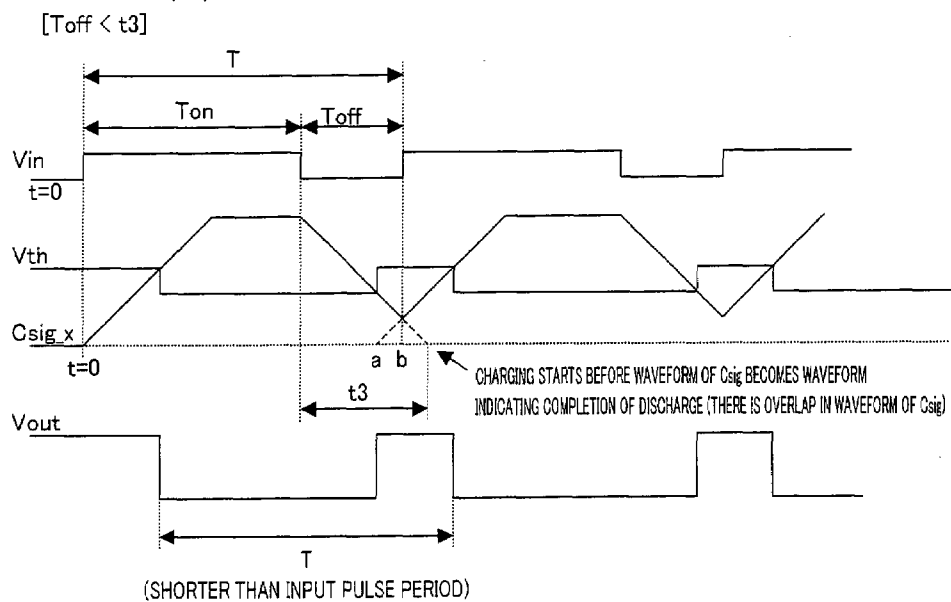 [Toff < t3]
T
Ton
Toff
Vin
t=0
Vth
Csig_x
t=0
a
b
CHARGING STARTS BEFORE WAVEFORM OF Csig BECOMES WAVEFORM
INDICATING COMPLETION OF DISCHARGE (THERE IS OVERLAP IN WAVEFORM OF Csig)
t3
Vout
T
(SHORTER THAN INPUT PULSE PERIOD)